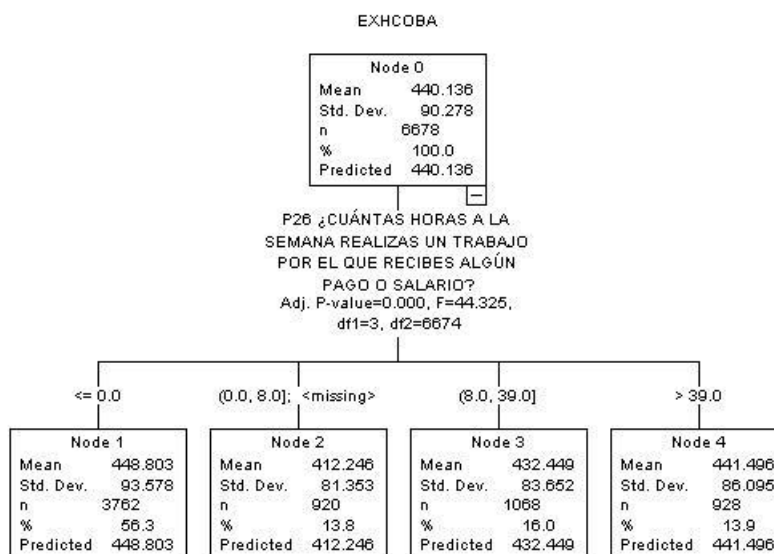 EXHCOBA
Node 0
Mean 440.136
Std. Dev. 90.278
n 6678
% 100.0
Predicted 440.136
P26 ¿CUÁNTAS HORAS A LA
SEMANA REALIZAS UN TRABAJO
POR EL QUE RECIBES ALGÚN
PAGO O SALARIO?
Adj. P-value=0.000, F=44.325,
df1=3, df2=6674
<= 0.0
(0.0, 8.0]; <missing>
(8.0, 39.0]
> 39.0
Node 1
Mean 448.803
Std. Dev. 93.578
n 3762
% 56.3
Predicted 448.803
Node 2
Mean 412.246
Std. Dev. 81.353
n 920
% 13.8
Predicted 412.246
Node 3
Mean 432.449
Std. Dev. 83.652
n 1068
% 16.0
Predicted 432.449
Node 4
Mean 441.496
Std. Dev. 86.095
n 928
% 13.9
Predicted 441.496